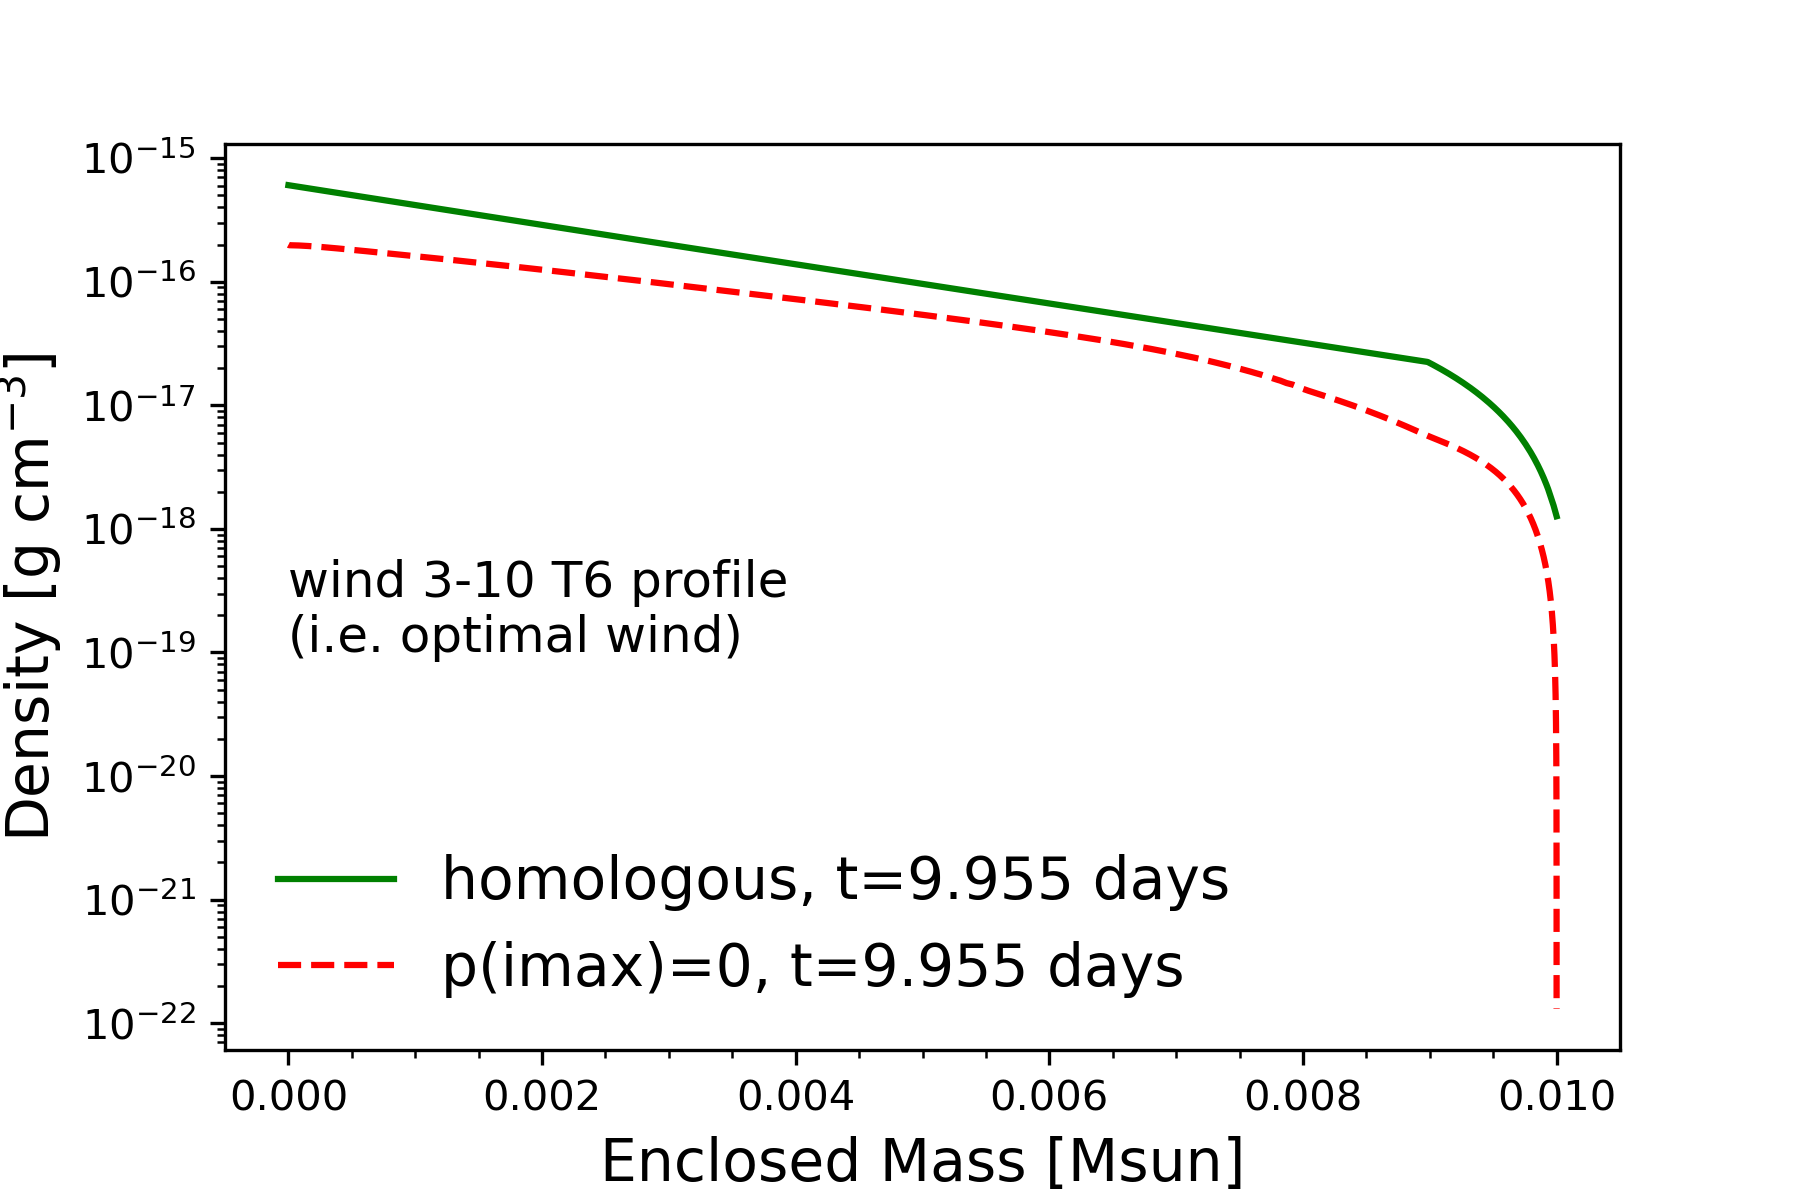 10⁻¹⁵
10⁻¹⁶
10⁻¹⁷
10⁻¹⁸
10⁻¹⁹
10⁻²⁰
10⁻²¹
10⁻²²
Density [g cm⁻³]
wind 3-10 T6 profile
(i.e. optimal wind)
homologous, t=9.955 days
p(imax)=0, t=9.955 days
0.000 0.002 0.004 0.006 0.008 0.010
Enclosed Mass [Msun]